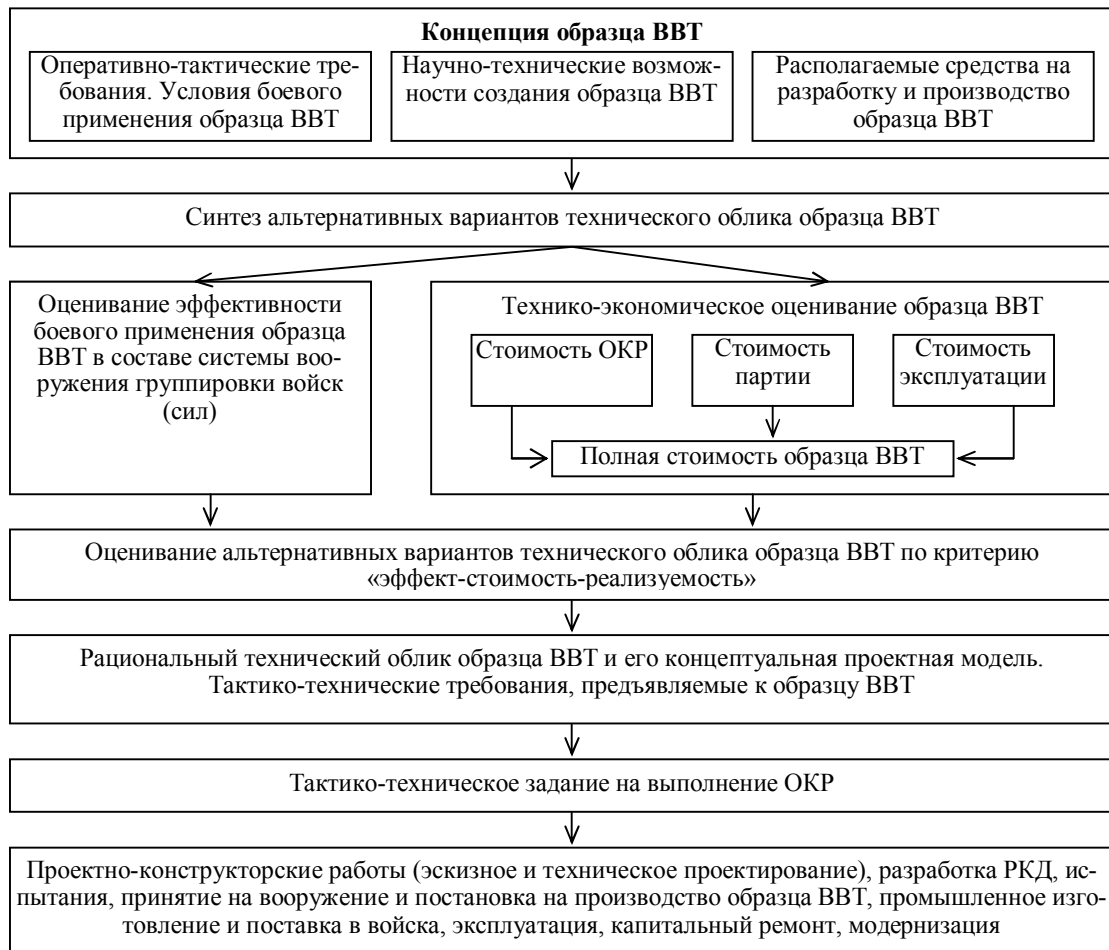 Концепция образца ВВТ
Оперативно-тактические тре-
бования. Условия боевого
применения образца ВВТ
Научно-технические возмож-
ности создания образца ВВТ
Располагаемые средства на
разработку и производство
образца ВВТ
Синтез альтернативных вариантов технического облика образца ВВТ
Оценивание эффективности
боевого применения образца
ВВТ в составе системы воо-
ружения группировки войск
(сил)
Технико-экономическое оценивание образца ВВТ
Стоимость ОКР
Стоимость
партии
Стоимость
эксплуатации
Полная стоимость образца ВВТ
Оценивание альтернативных вариантов технического облика образца ВВТ по критерию
«эффект-стоимость-реализуемость»
Рациональный технический облик образца ВВТ и его концептуальная проектная модель.
Тактико-технические требования, предъявляемые к образцу ВВТ
Тактико-техническое задание на выполнение ОКР
Проектно-конструкторские работы (эскизное и техническое проектирование), разработка РКД, ис-
пытания, принятие на вооружение и постановка на производство образца ВВТ, промышленное изго-
товление и поставка в войска, эксплуатация, капитальный ремонт, модернизация